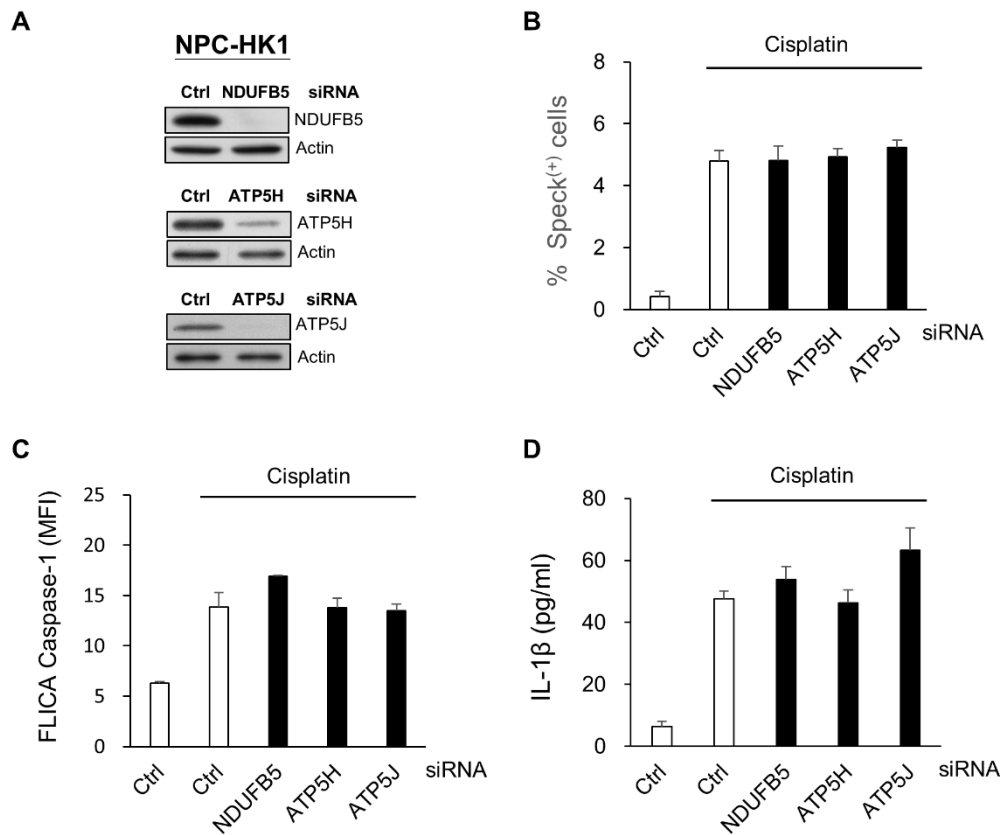 A
NPC-HK1
Ctrl NDUFB5 siRNA
NDUFB5
Actin
Ctrl ATP5H siRNA
ATP5H
Actin
Ctrl ATP5J siRNA
ATP5J
Actin
B
Cisplatin
% Speck(+) cells
8
6
4
2
0
Ctrl
Ctrl
NDUFB5
ATP5H
ATP5J
siRNA
C
Cisplatin
FLICA Caspase-1 (MFI)
25
20
15
10
5
0
Ctrl
Ctrl
NDUFB5
ATP5H
ATP5J
siRNA
D
Cisplatin
IL-1β (pg/ml)
80
60
40
20
0
Ctrl
Ctrl
NDUFB5
ATP5H
ATP5J
siRNA